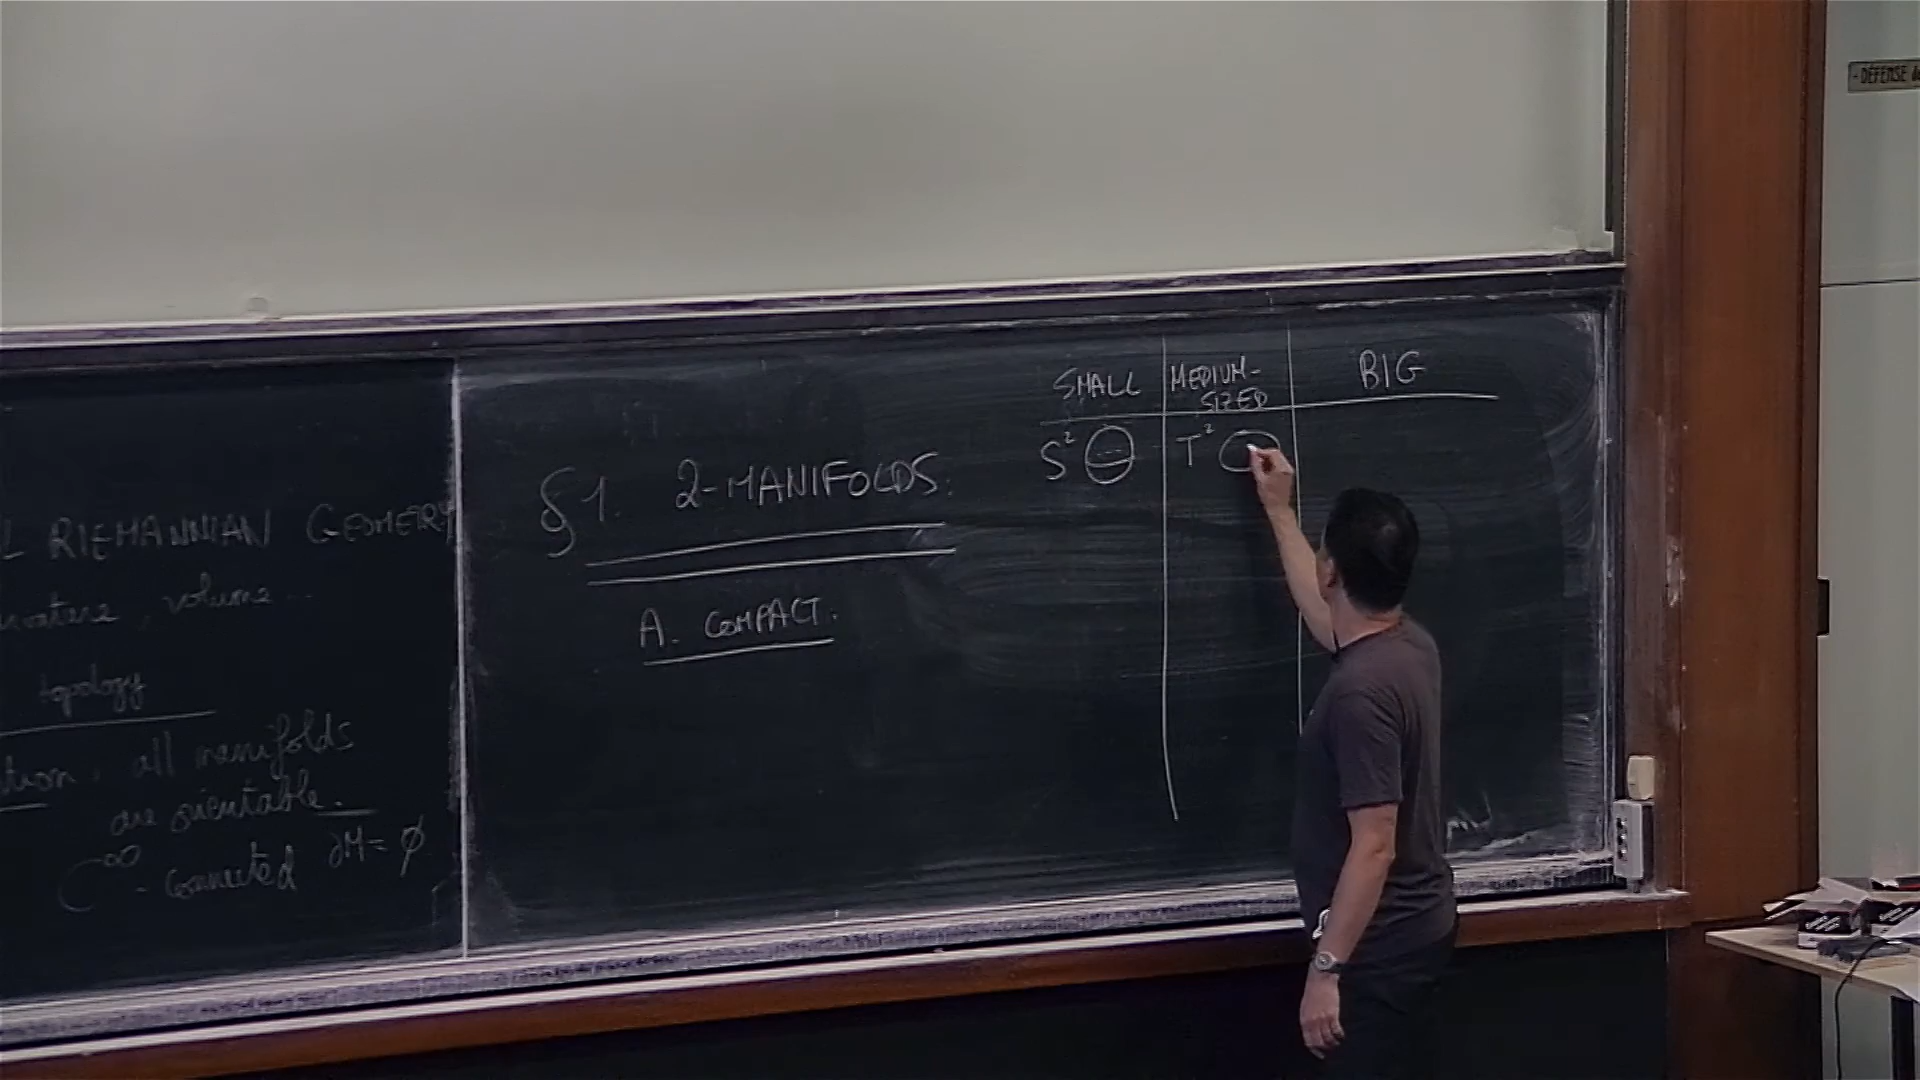 L RIEMANNIAN GEOMETRY
volume...
topology
all manifolds
are orientable.
C∞ - connected ∂M = ∅
§1. 2-MANIFOLDS:
A. COMPACT.
SMALL
MEDIUM-
SIZED
BIG
S²
T²
- DÉFENSE